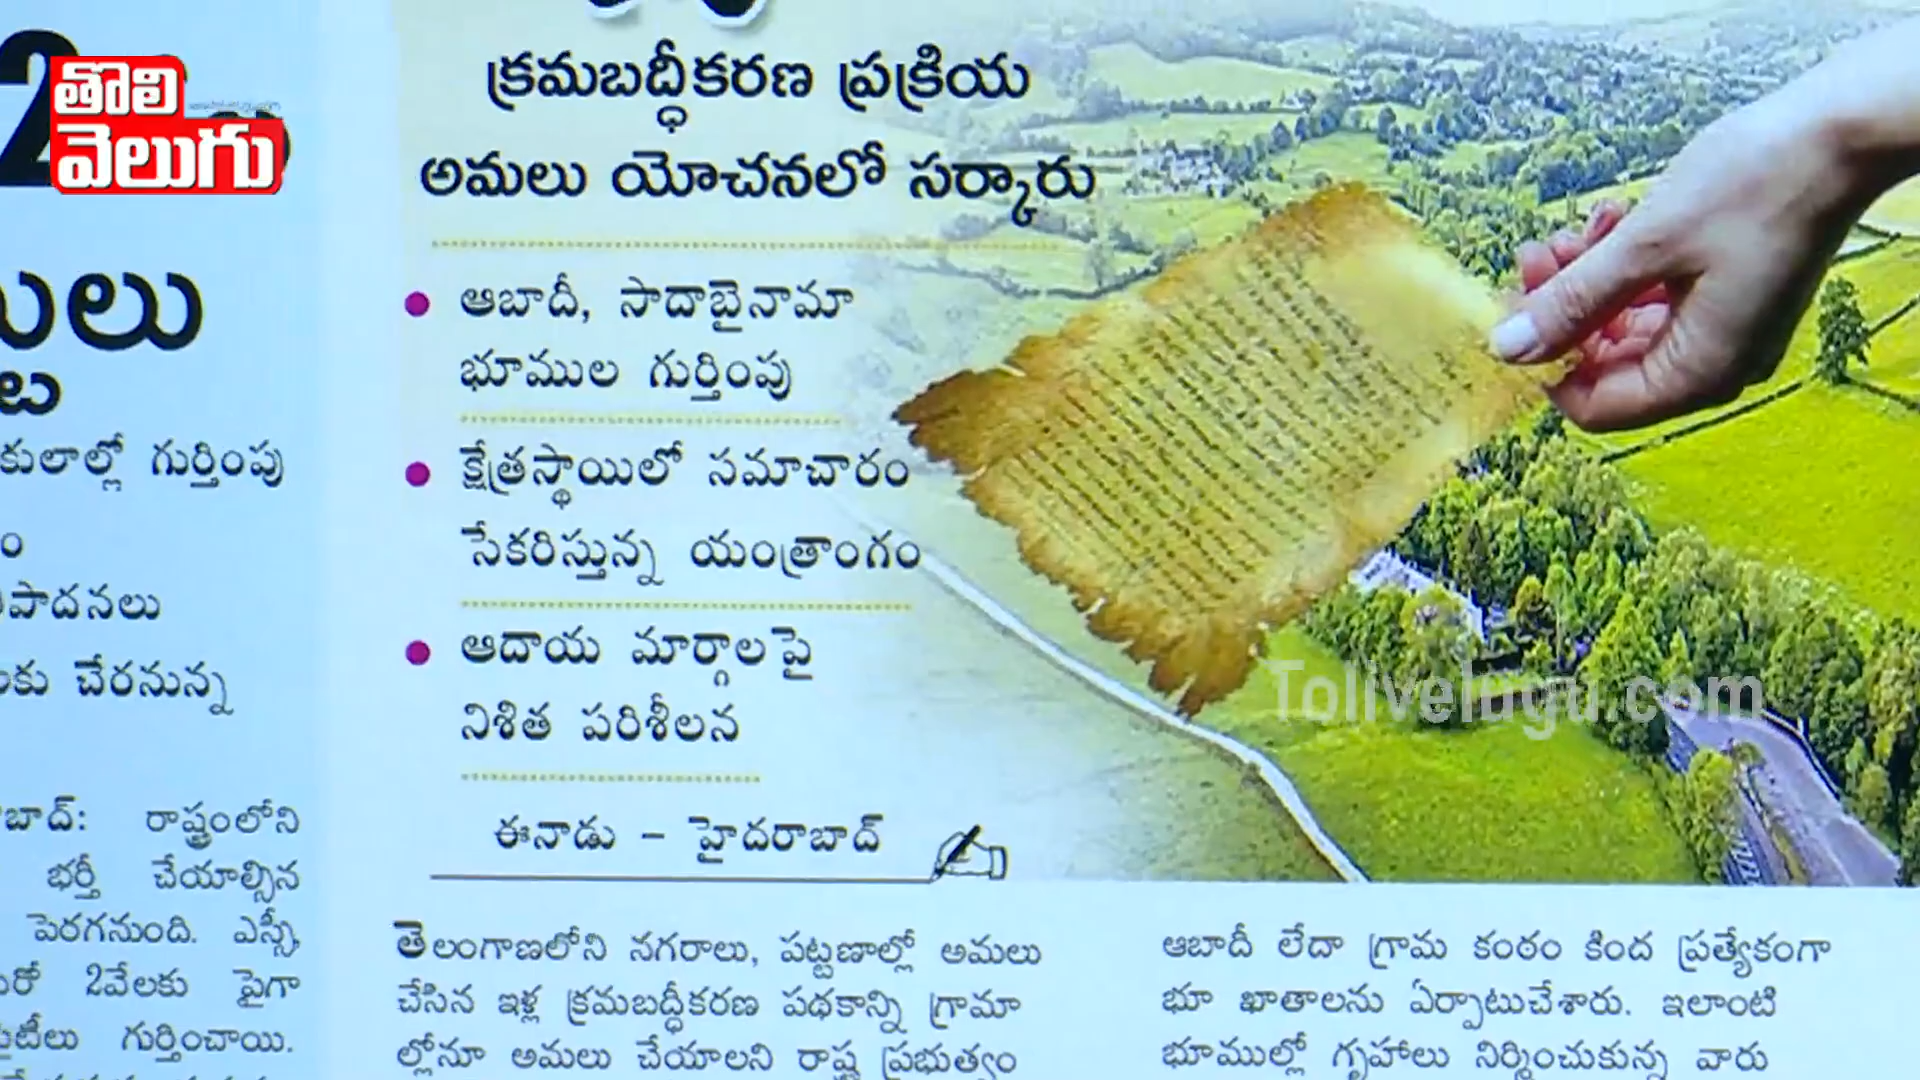 తొలి
వెలుగు
కులాల్లో గుర్తింపు
కు చేరనున్న
రాష్ట్రంలోని
భర్తీ చేయాల్సిన
పెరగనుంది. ఎస్సీ,
2వేలకు పైగా
గుర్తించాయి.
క్రమబద్ధీకరణ ప్రక్రియ
అమలు యోచనలో సర్కారు
• ఆబాదీ, సాదాబైనామా
భూముల గుర్తింపు
• క్షేత్రస్థాయిలో సమాచారం
సేకరిస్తున్న యంత్రాంగం
• ఆదాయ మార్గాలపై
నిశిత పరిశీలన
ఈనాడు - హైదరాబాద్
తెలంగాణలోని నగరాలు, పట్టణాల్లో అమలు
చేసిన ఇళ్ల క్రమబద్ధీకరణ పథకాన్ని గ్రామా
ల్లోనూ అమలు చేయాలని రాష్ట్ర ప్రభుత్వం
ఆబాదీ లేదా గ్రామ కంఠం కింద ప్రత్యేకంగా
భూ ఖాతాలను ఏర్పాటుచేశారు. ఇలాంటి
భూముల్లో గృహాలు నిర్మించుకున్న వారు
Tolivelugu.com